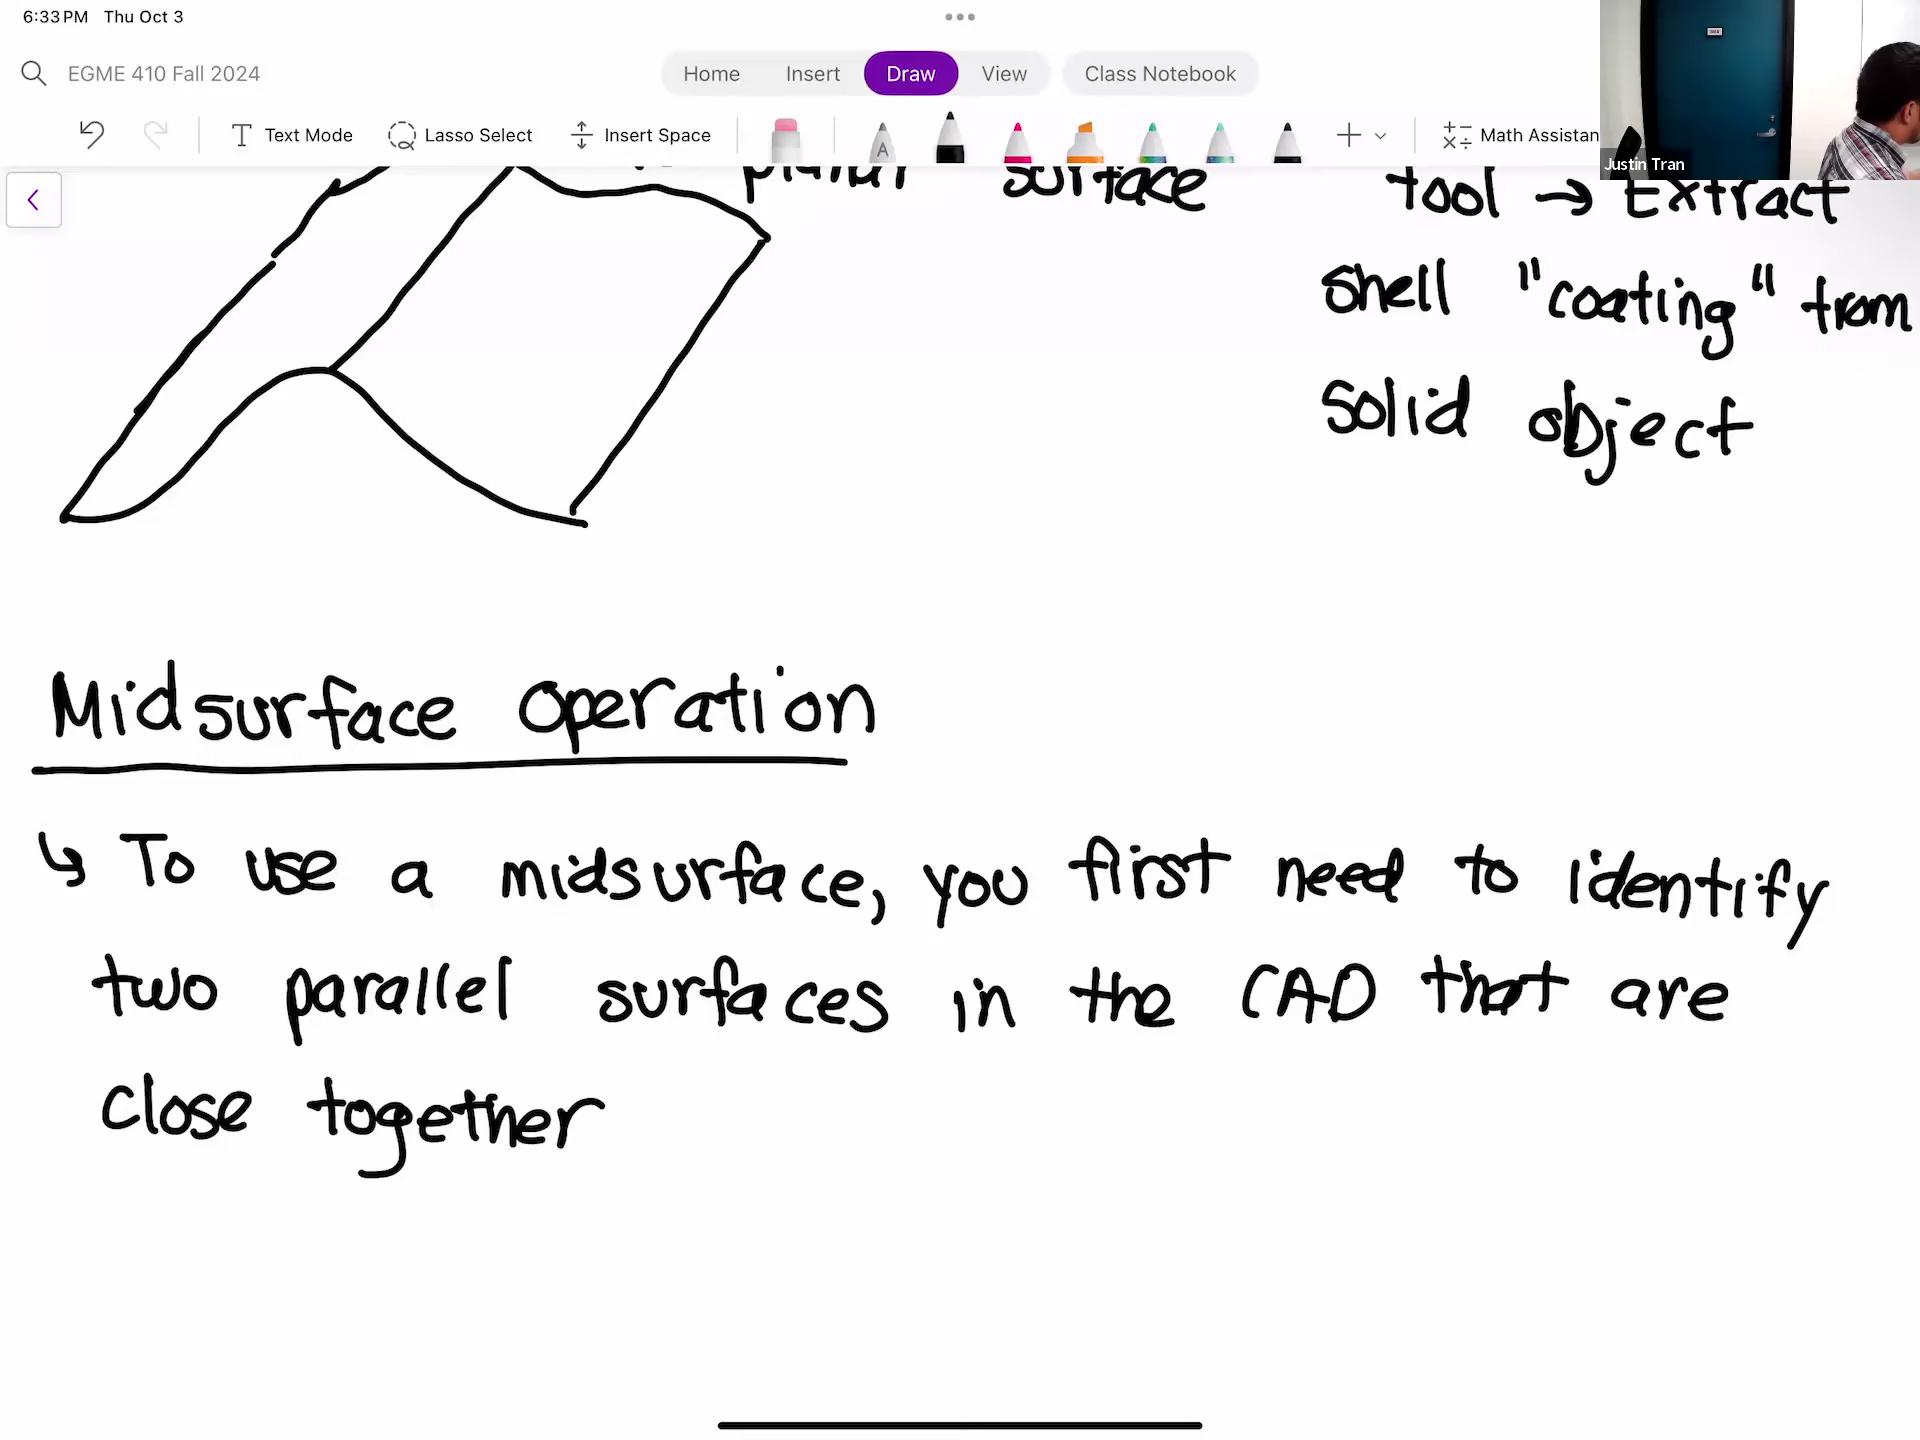 6:33 PM Thu Oct 3
EGME 410 Fall 2024
Home Insert Draw View Class Notebook
Text Mode Lasso Select Insert Space A Math Assistan
Justin Tran
surface
tool → Extract
shell "coating" from
solid object
Midsurface operation
↳ To use a midsurface, you first need to identify
two parallel surfaces in the CAD that are
close together